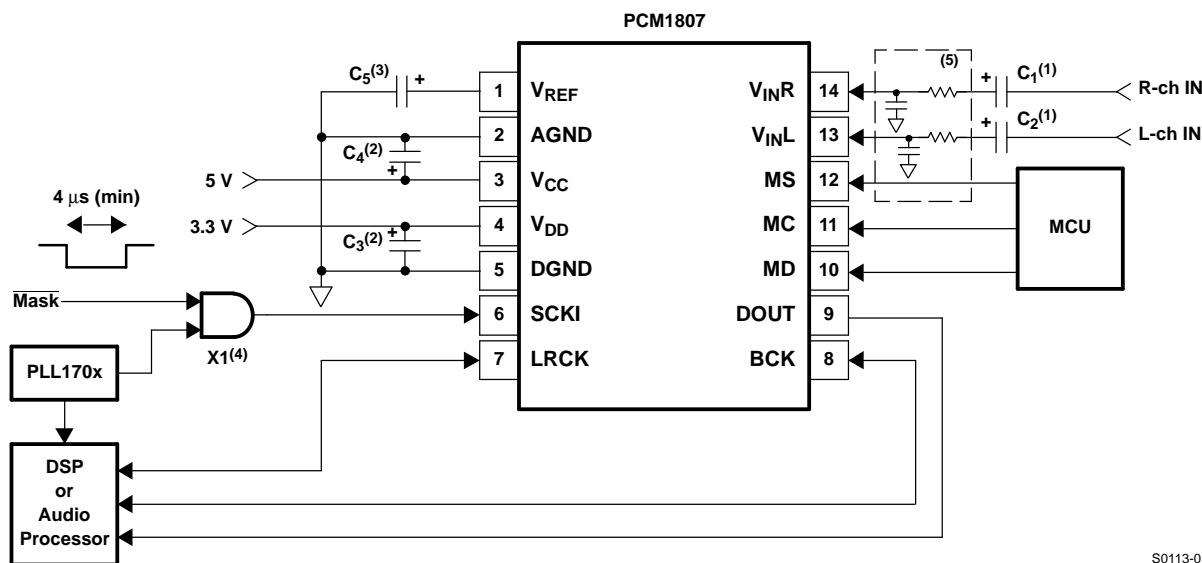 PCM1807
C5(3)
+
1
VREF
VINR
14
(5)
+
C1(1)
R-ch IN
2
AGND
VINL
13
+
C2(1)
L-ch IN
C4(2)
+
5 V
3
VCC
MS
12
4 μs (min)
3.3 V
+
4
VDD
MC
11
MCU
C3(2)
5
DGND
MD
10
Mask
6
SCKI
DOUT
9
X1(4)
7
LRCK
BCK
8
PLL170x
DSP
or
Audio
Processor
S0113-0